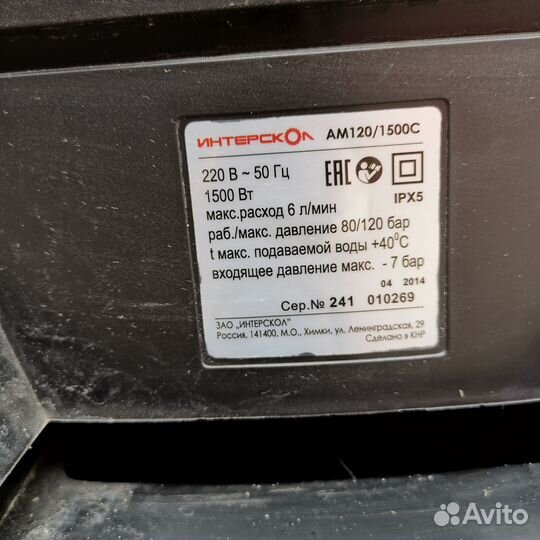 ИНТЕРСКОЛ АМ120/1500С
220 В ~ 50 Гц
1500 Вт
EAC
IPX5
макс.расход 6 л/мин
раб./макс. давление 80/120 бар
t макс. подаваемой воды +40⁰С
входящее давление макс. - 7 бар
04 2014
Сер.№ 241 010269
ЗАО „ИНТЕРСКОЛ"
Россия, 141400, М.О., Химки, ул. Ленинградская, 29
Сделано в КНР
Avito